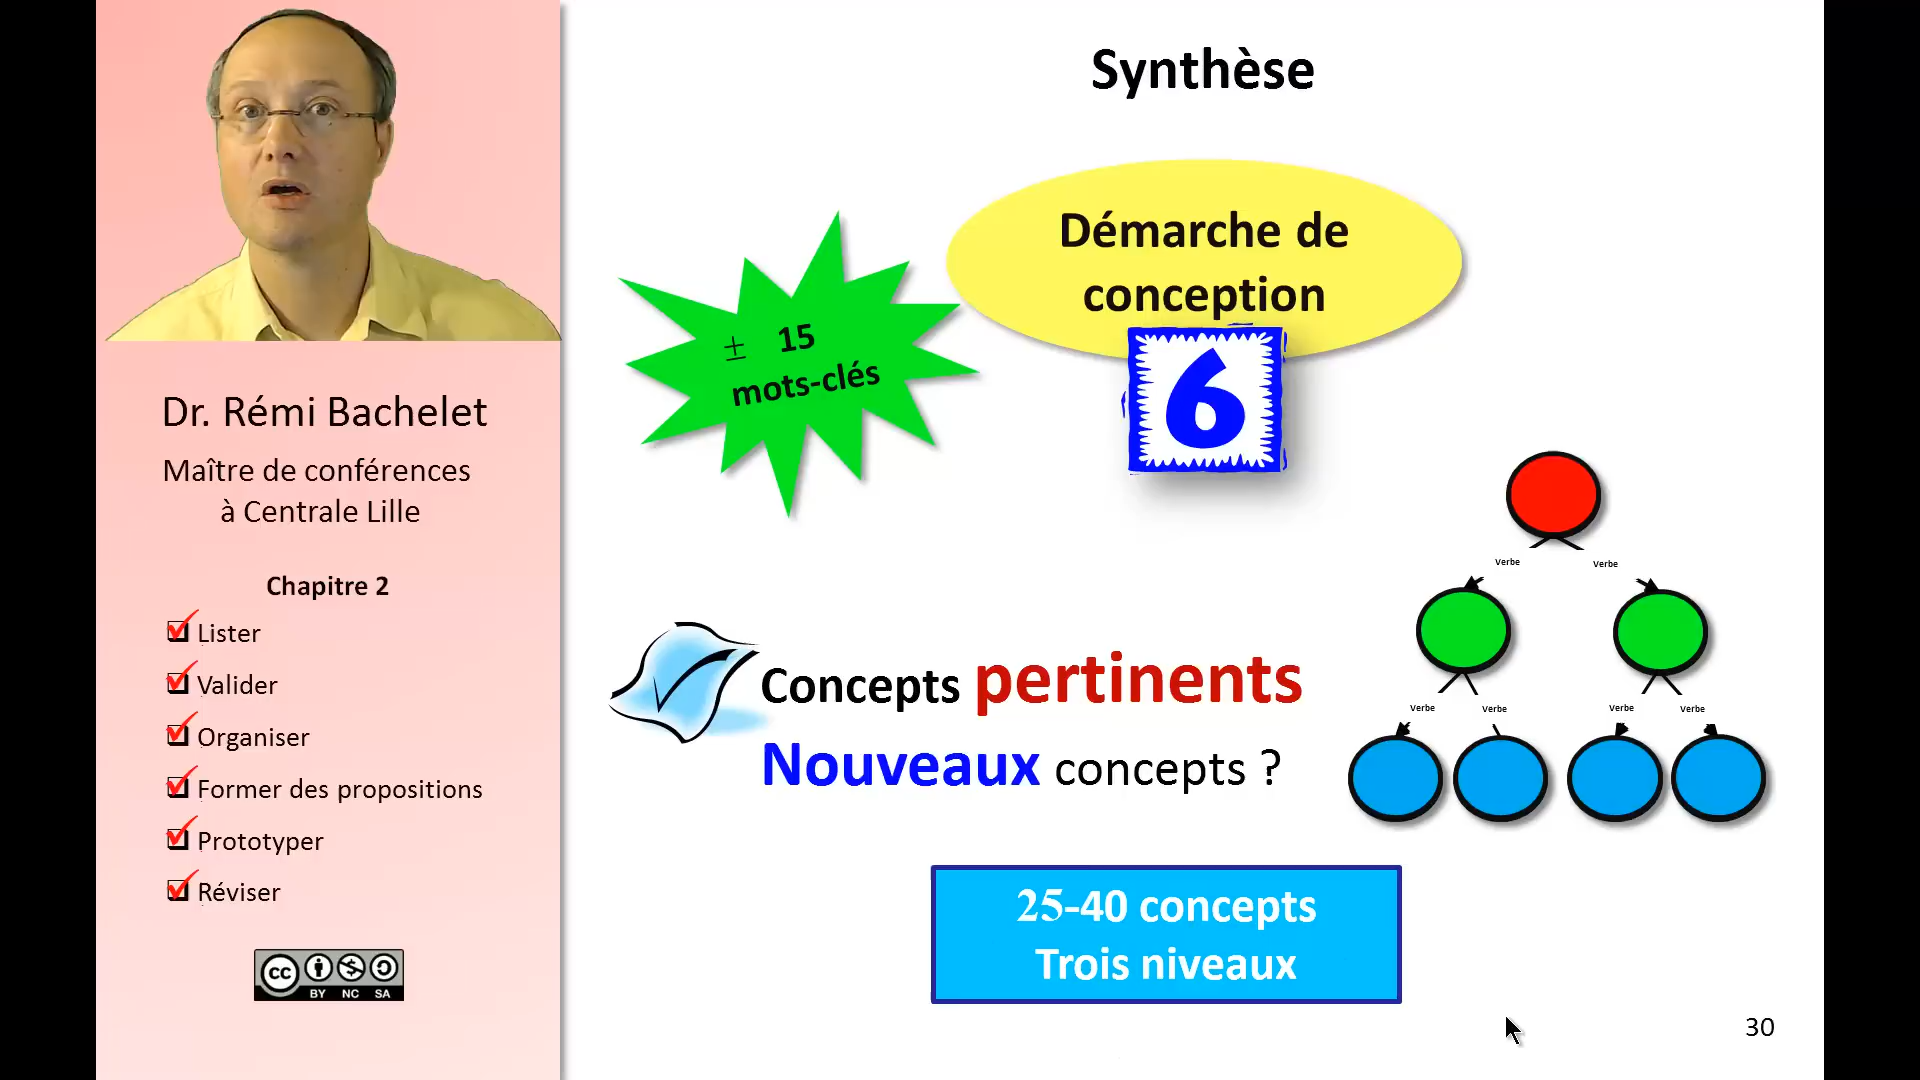 Dr. Rémi Bachelet
Maître de conférences
à Centrale Lille
Chapitre 2
Lister
Valider
Organiser
Former des propositions
Prototyper
Réviser
cc
BY NC SA
Synthèse
Démarche de
conception
6
± 15
mots-clés
Verbe Verbe
Verbe Verbe Verbe Verbe
Concepts pertinents
Nouveaux concepts ?
25-40 concepts
Trois niveaux
30